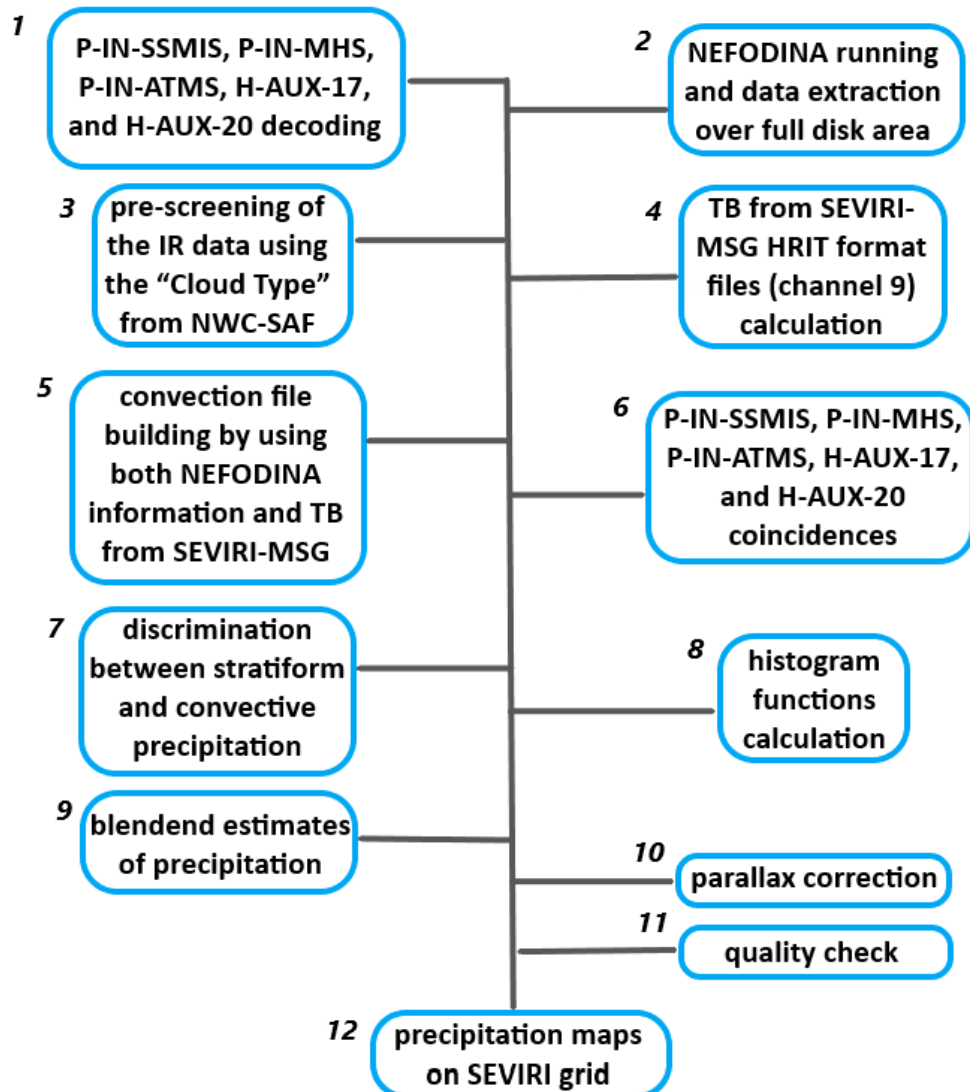 1
P-IN-SSMIS, P-IN-MHS,
P-IN-ATMS, H-AUX-17,
and H-AUX-20 decoding
2
NEFODINA running
and data extraction
over full disk area
3
pre-screening of
the IR data using
the “Cloud Type”
from NWC-SAF
4
TB from SEVIRI-
MSG HRIT format
files (channel 9)
calculation
5
convection file
building by using
both NEFODINA
information and TB
from SEVIRI-MSG
6
P-IN-SSMIS, P-IN-MHS,
P-IN-ATMS, H-AUX-17,
and H-AUX-20
coincidences
7
discrimination
between stratiform
and convective
precipitation
8
histogram
functions
calculation
9
blendend estimates
of precipitation
10
parallax correction
11
quality check
12
precipitation maps
on SEVIRI grid